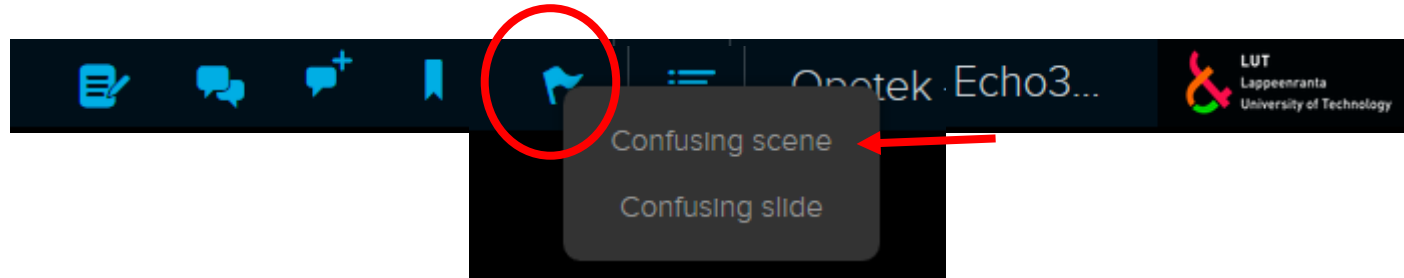 Opetek Echo3...
LUT
Lappeenranta
University of Technology
Confusing scene
Confusing slide